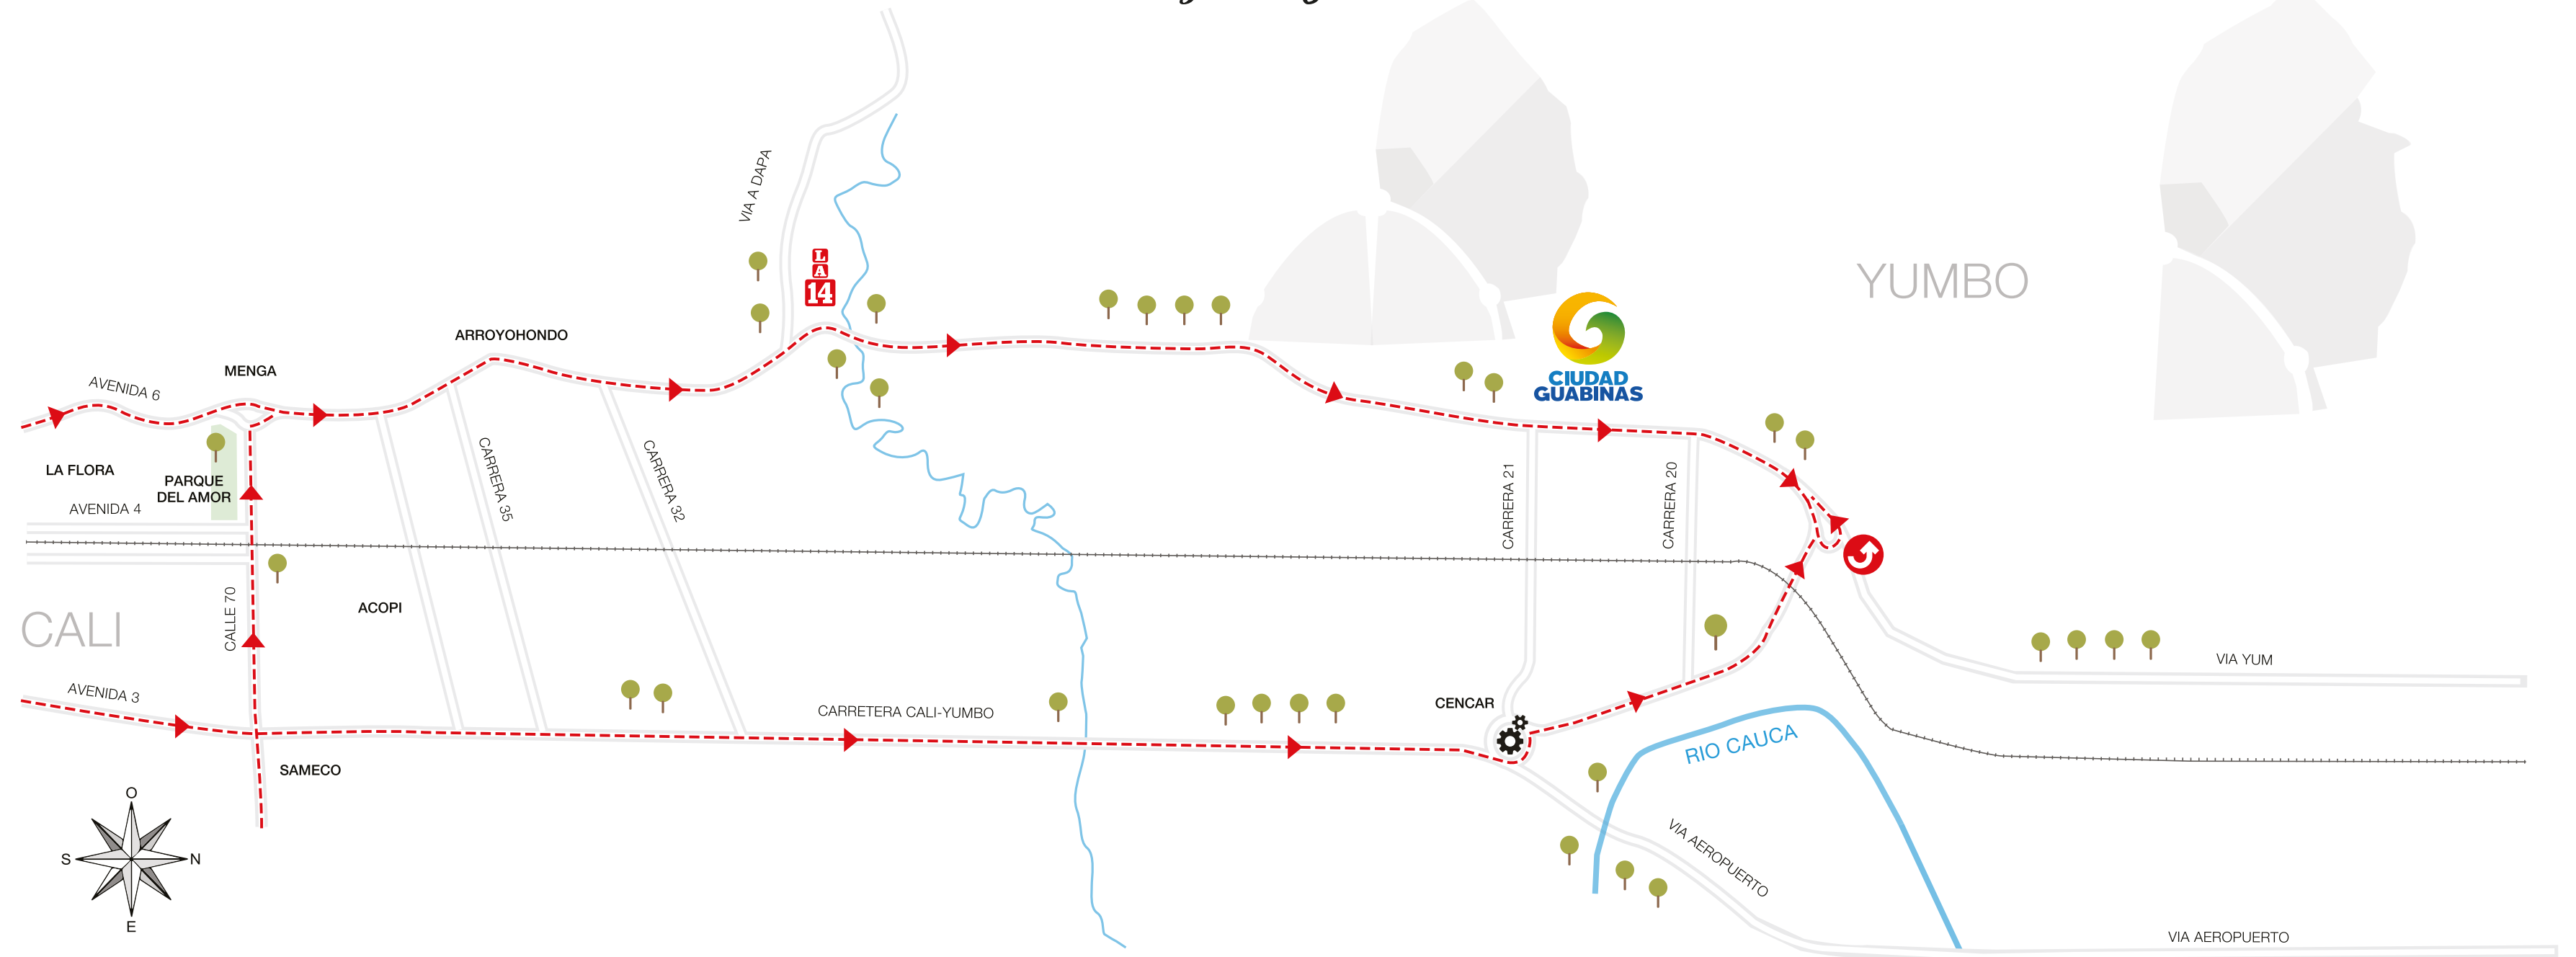 VIA A DAPA
L
A
14
YUMBO
ARROYOHONDO
MENGA
AVENIDA 6
CIUDAD
GUABINAS
LA FLORA
PARQUE
DEL AMOR
AVENIDA 4
CARRERA 35
CARRERA 32
CARRERA 21
CARRERA 20
CALLE 70
ACOPI
CALI
AVENIDA 3
VIA YUM
CENCAR
CARRETERA CALI-YUMBO
RIO CAUCA
SAMECO
O
S
N
E
VIA AEROPUERTO
VIA AEROPUERTO